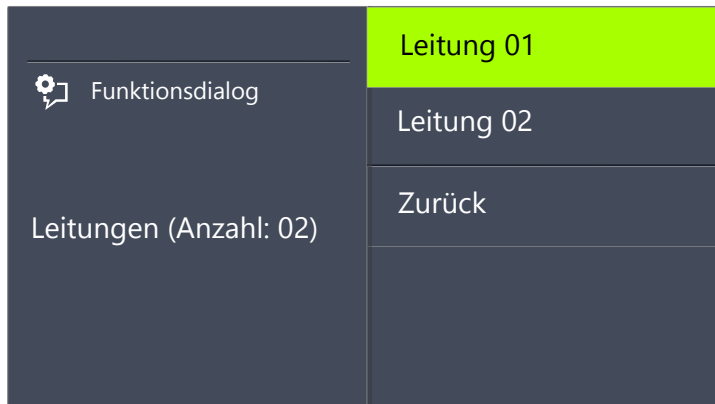 Funktionsdialog
Leitungen (Anzahl: 02)
Leitung 01
Leitung 02
Zurück